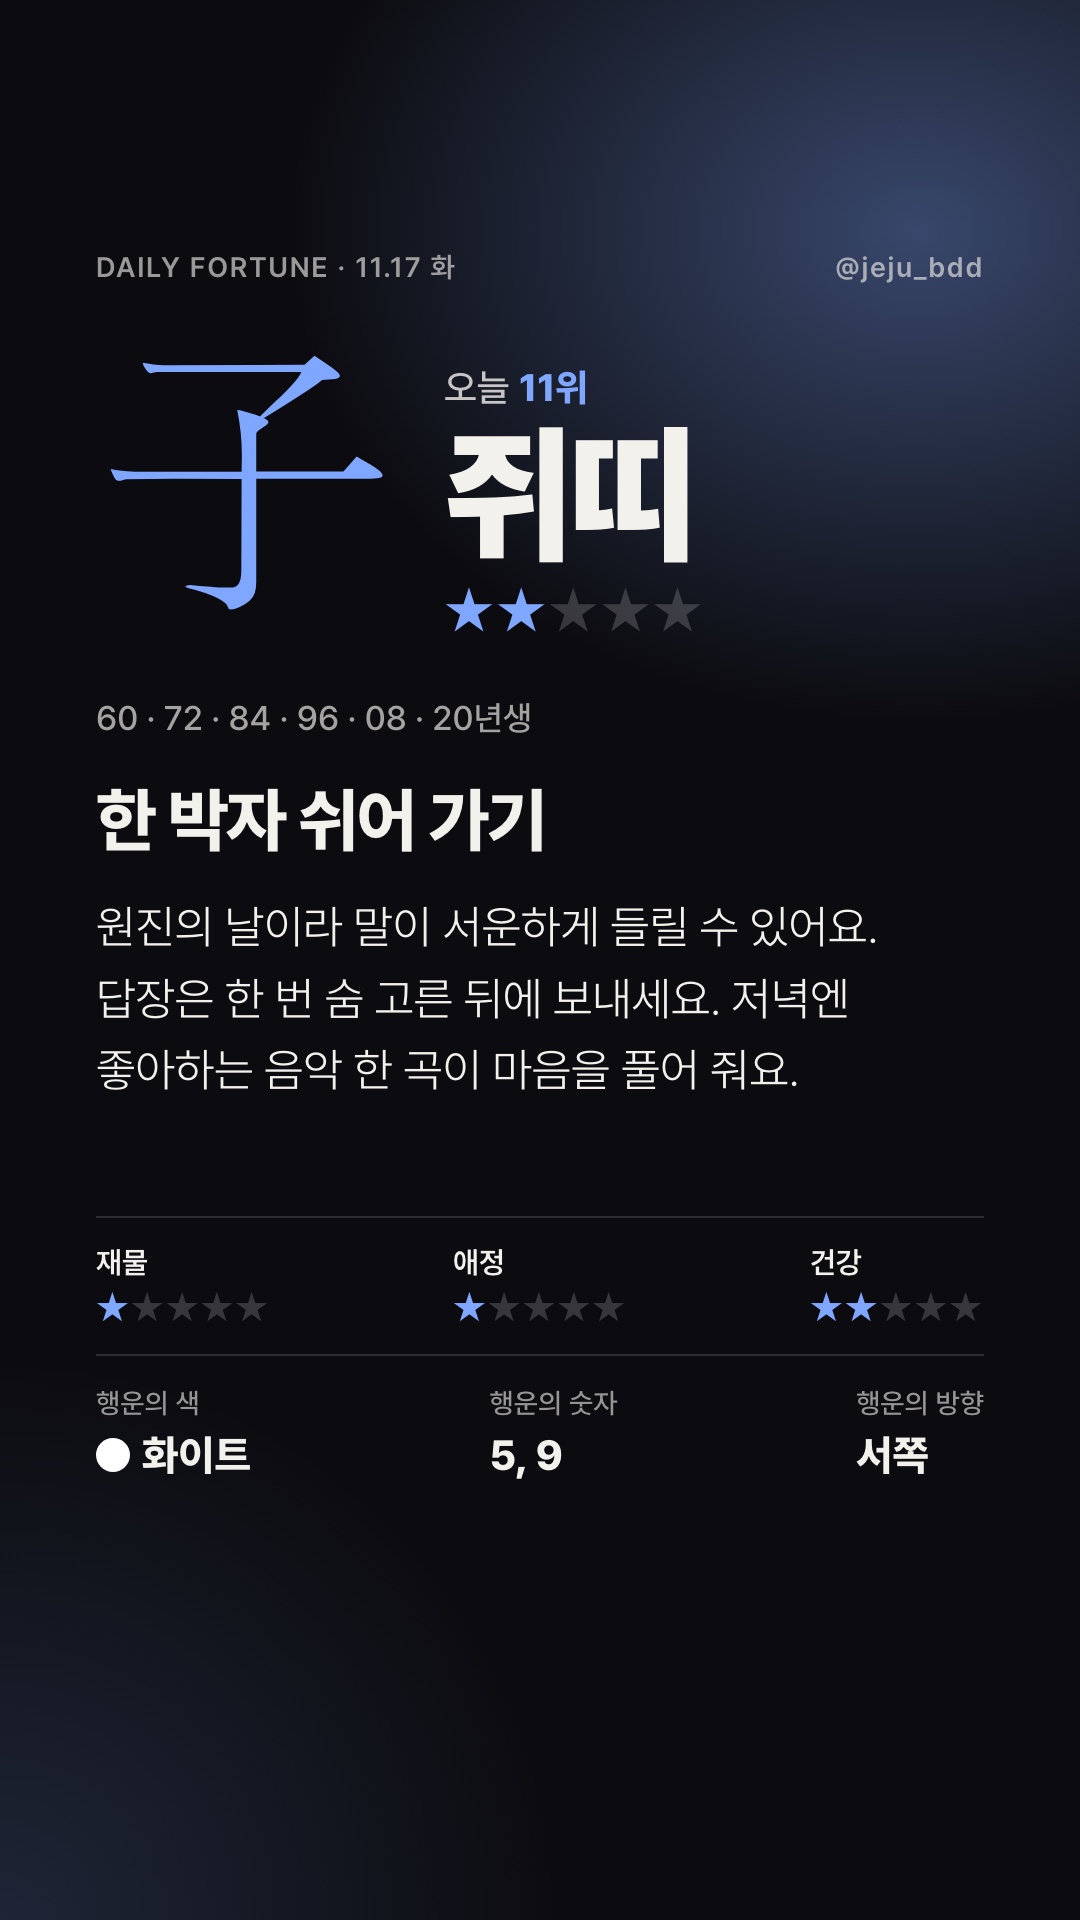 DAILY FORTUNE · 11.17 화
@jeju_bdd
子
오늘 11위
쥐띠
★★★★★
60 · 72 · 84 · 96 · 08 · 20년생
한 박자 쉬어 가기
원진의 날이라 말이 서운하게 들릴 수 있어요.
답장은 한 번 숨 고른 뒤에 보내세요. 저녁엔
좋아하는 음악 한 곡이 마음을 풀어 줘요.
재물 애정 건강
★★★★★ ★★★★★ ★★★★★
행운의 색 행운의 숫자 행운의 방향
화이트 5, 9 서쪽